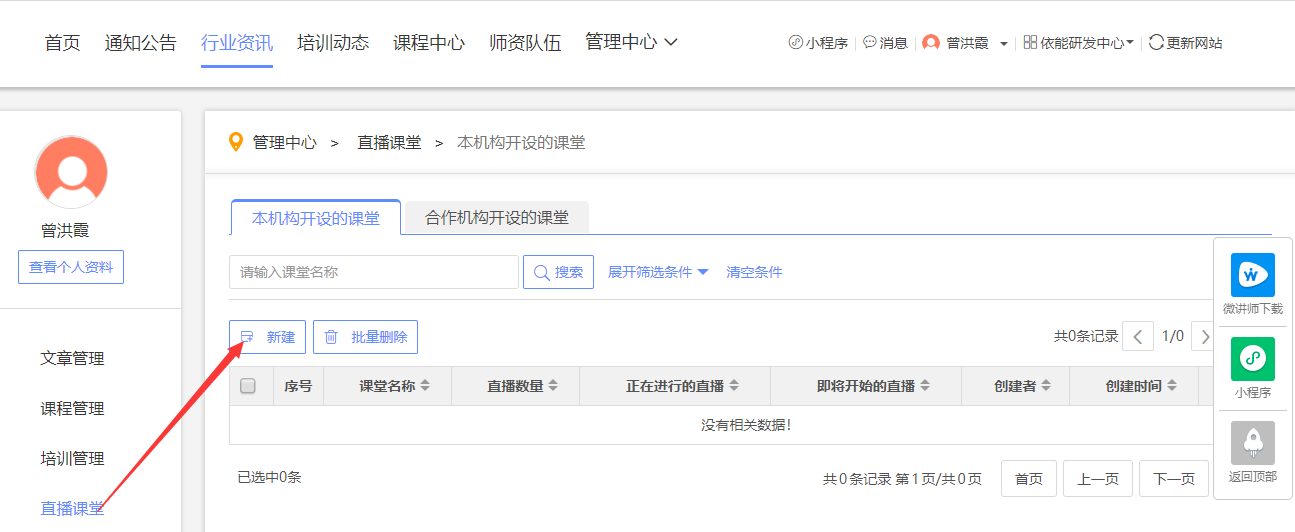 首页 通知公告 行业资讯 培训动态 课程中心 师资队伍 管理中心 小程序 消息 曾洪霞 依能研发中心 更新网站
曾洪霞
查看个人资料
文章管理
课程管理
培训管理
直播课堂
管理中心 > 直播课堂 > 本机构开设的课堂
本机构开设的课堂 合作机构开设的课堂
请输入课堂名称 搜索 展开筛选条件 清空条件
新建 批量删除 共0条记录 1/0
序号 课堂名称 直播数量 正在进行的直播 即将开始的直播 创建者 创建时间
没有相关数据!
已选中0条 共0条记录 第1页/共0页 首页 上一页 下一页
微讲师下载
小程序
返回顶部